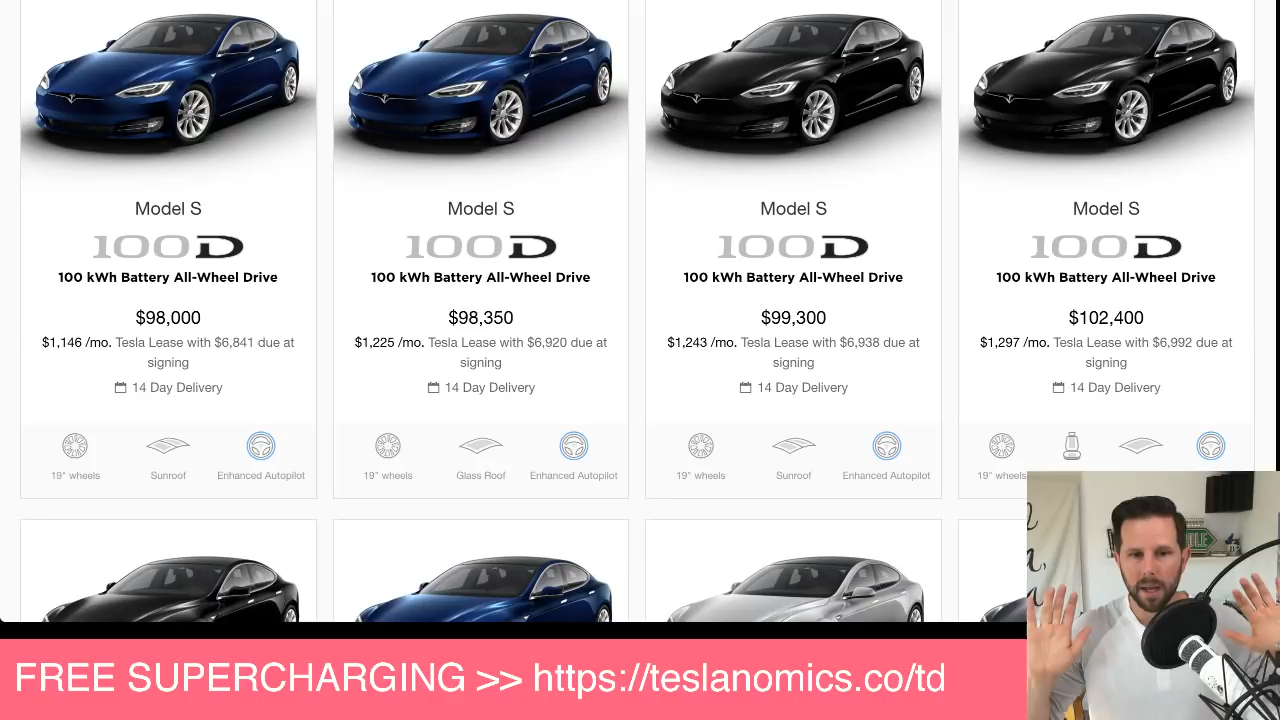 Model S
100D
100 kWh Battery All-Wheel Drive
$98,000
$1,146 /mo. Tesla Lease with $6,841 due at
signing
14 Day Delivery
19" wheels
Sunroof
Enhanced Autopilot
Model S
100D
100 kWh Battery All-Wheel Drive
$98,350
$1,225 /mo. Tesla Lease with $6,920 due at
signing
14 Day Delivery
19" wheels
Glass Roof
Enhanced Autopilot
Model S
100D
100 kWh Battery All-Wheel Drive
$99,300
$1,243 /mo. Tesla Lease with $6,938 due at
signing
14 Day Delivery
19" wheels
Sunroof
Enhanced Autopilot
Model S
100D
100 kWh Battery All-Wheel Drive
$102,400
$1,297 /mo. Tesla Lease with $6,992 due at
signing
14 Day Delivery
19" wheels
FREE SUPERCHARGING >> https://teslanomics.co/td